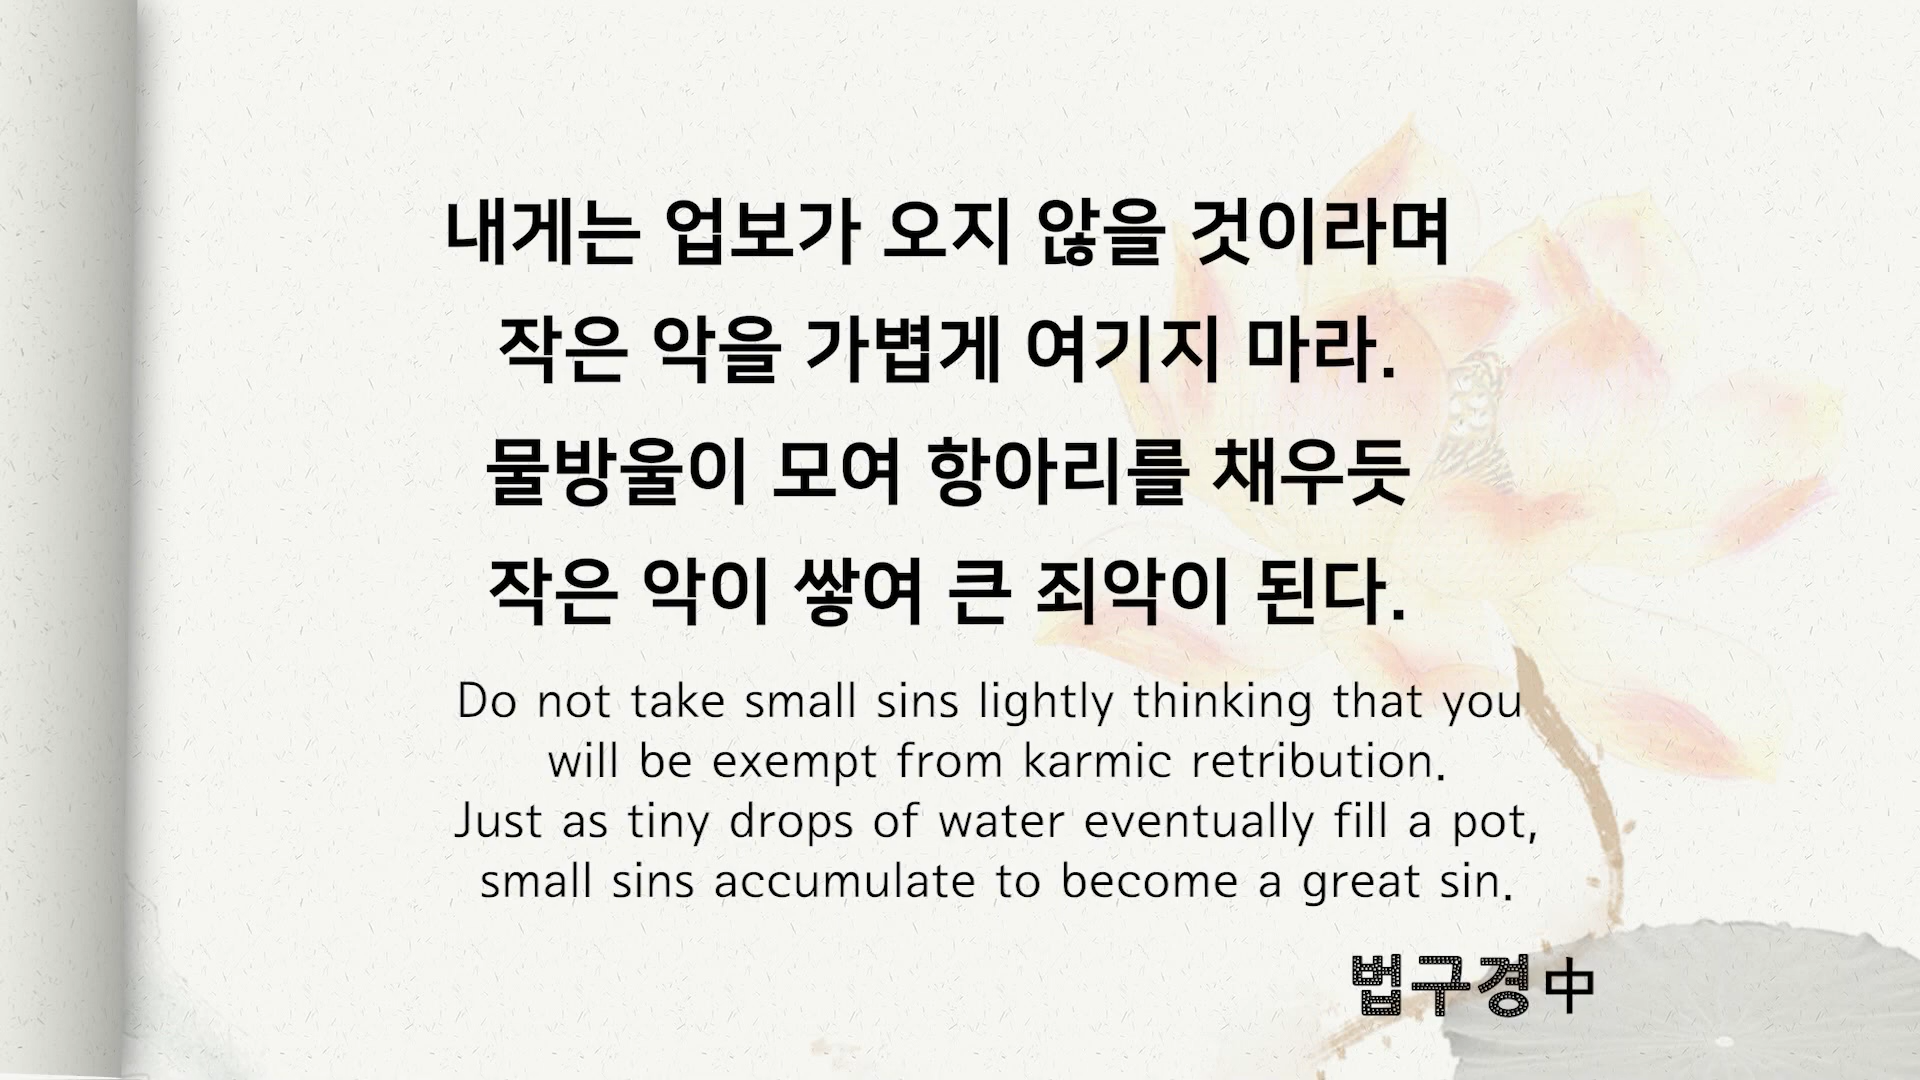 내게는 업보가 오지 않을 것이라며
작은 악을 가볍게 여기지 마라.
물방울이 모여 항아리를 채우듯
작은 악이 쌓여 큰 죄악이 된다.
Do not take small sins lightly thinking that you
will be exempt from karmic retribution.
Just as tiny drops of water eventually fill a pot,
small sins accumulate to become a great sin.
법구경中